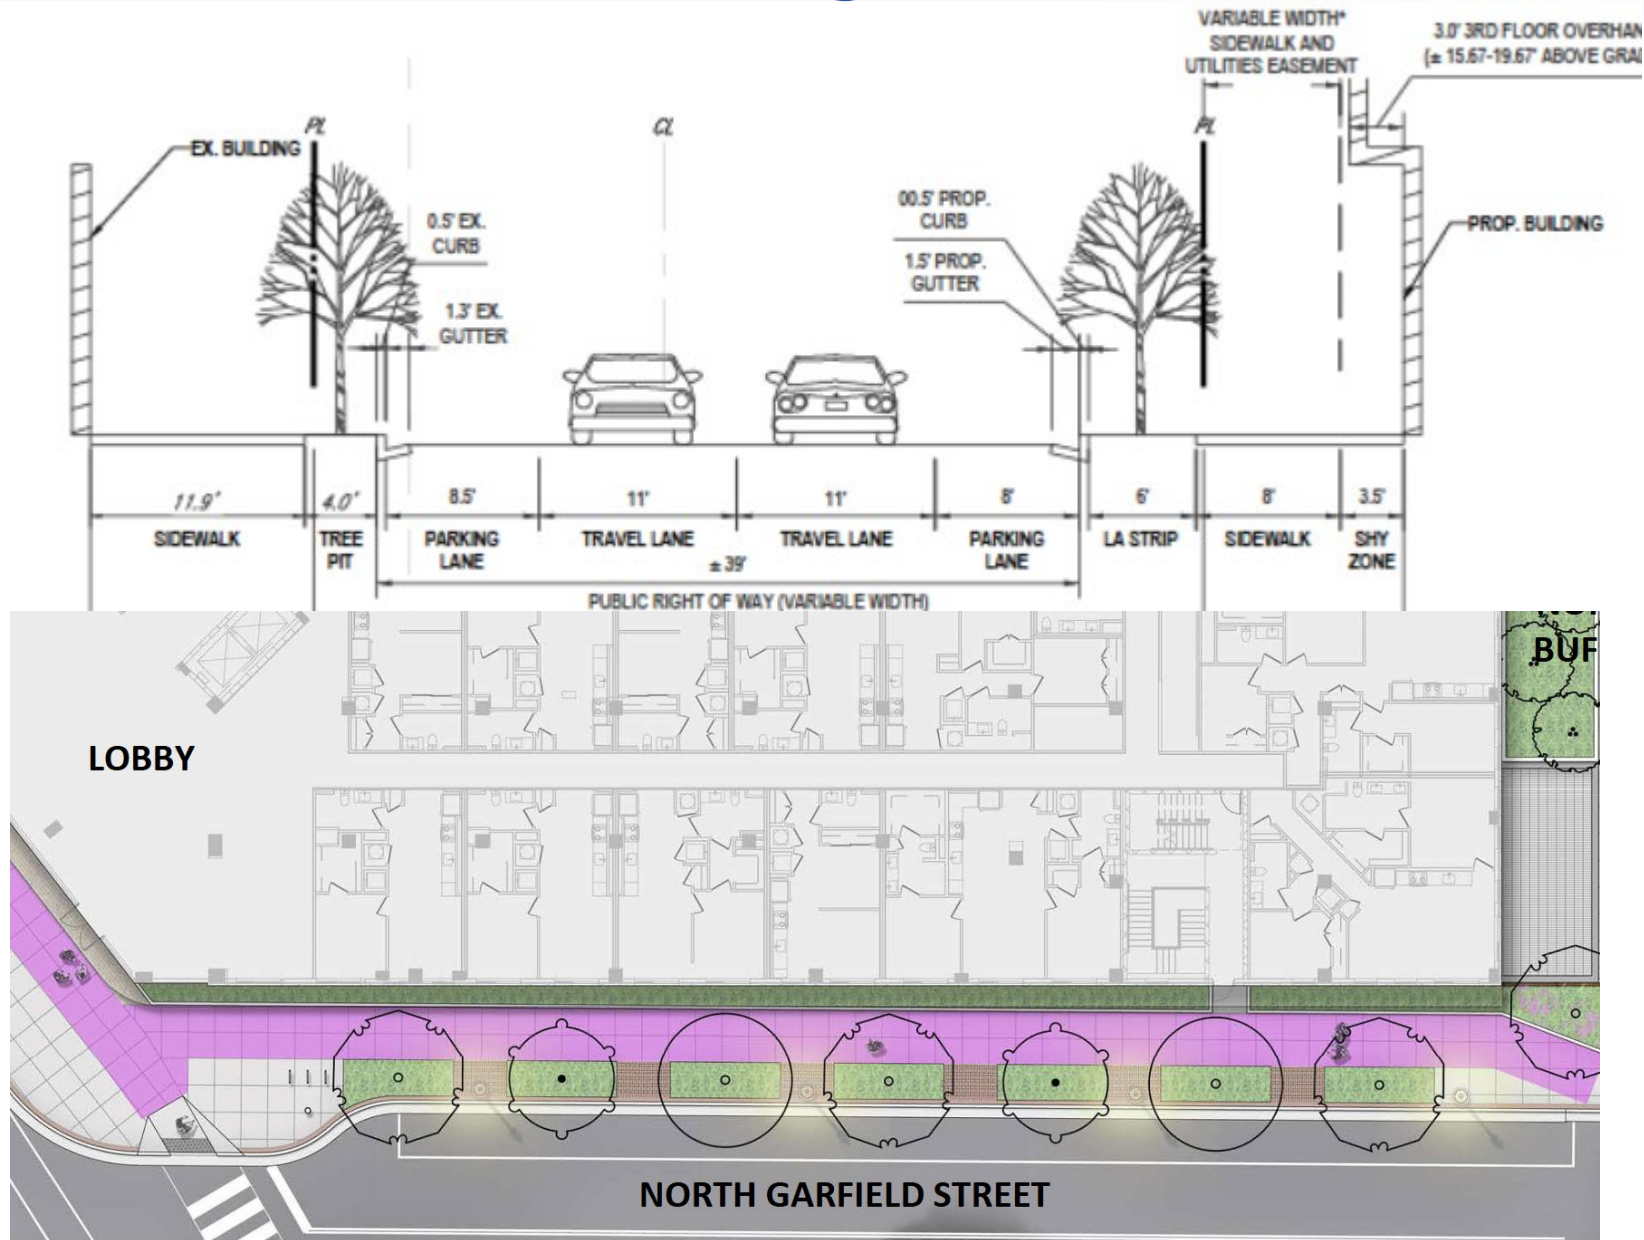 VARIABLE WIDTH*
SIDEWALK AND
UTILITIES EASEMENT
3.0' 3RD FLOOR OVERHAN
(± 15.67-19.67' ABOVE GRA
PL
CL
PL
EX. BUILDING
0.5' EX.
CURB
1.3' EX.
GUTTER
00.5' PROP.
CURB
1.5' PROP.
GUTTER
PROP. BUILDING
11.9'
4.0'
8.5'
11'
11'
8'
6'
8'
3.5'
SIDEWALK
TREE
PIT
PARKING
LANE
TRAVEL LANE
TRAVEL LANE
PARKING
LANE
LA STRIP
SIDEWALK
SHY
ZONE
± 39'
PUBLIC RIGHT OF WAY (VARIABLE WIDTH)
BUF
LOBBY
NORTH GARFIELD STREET